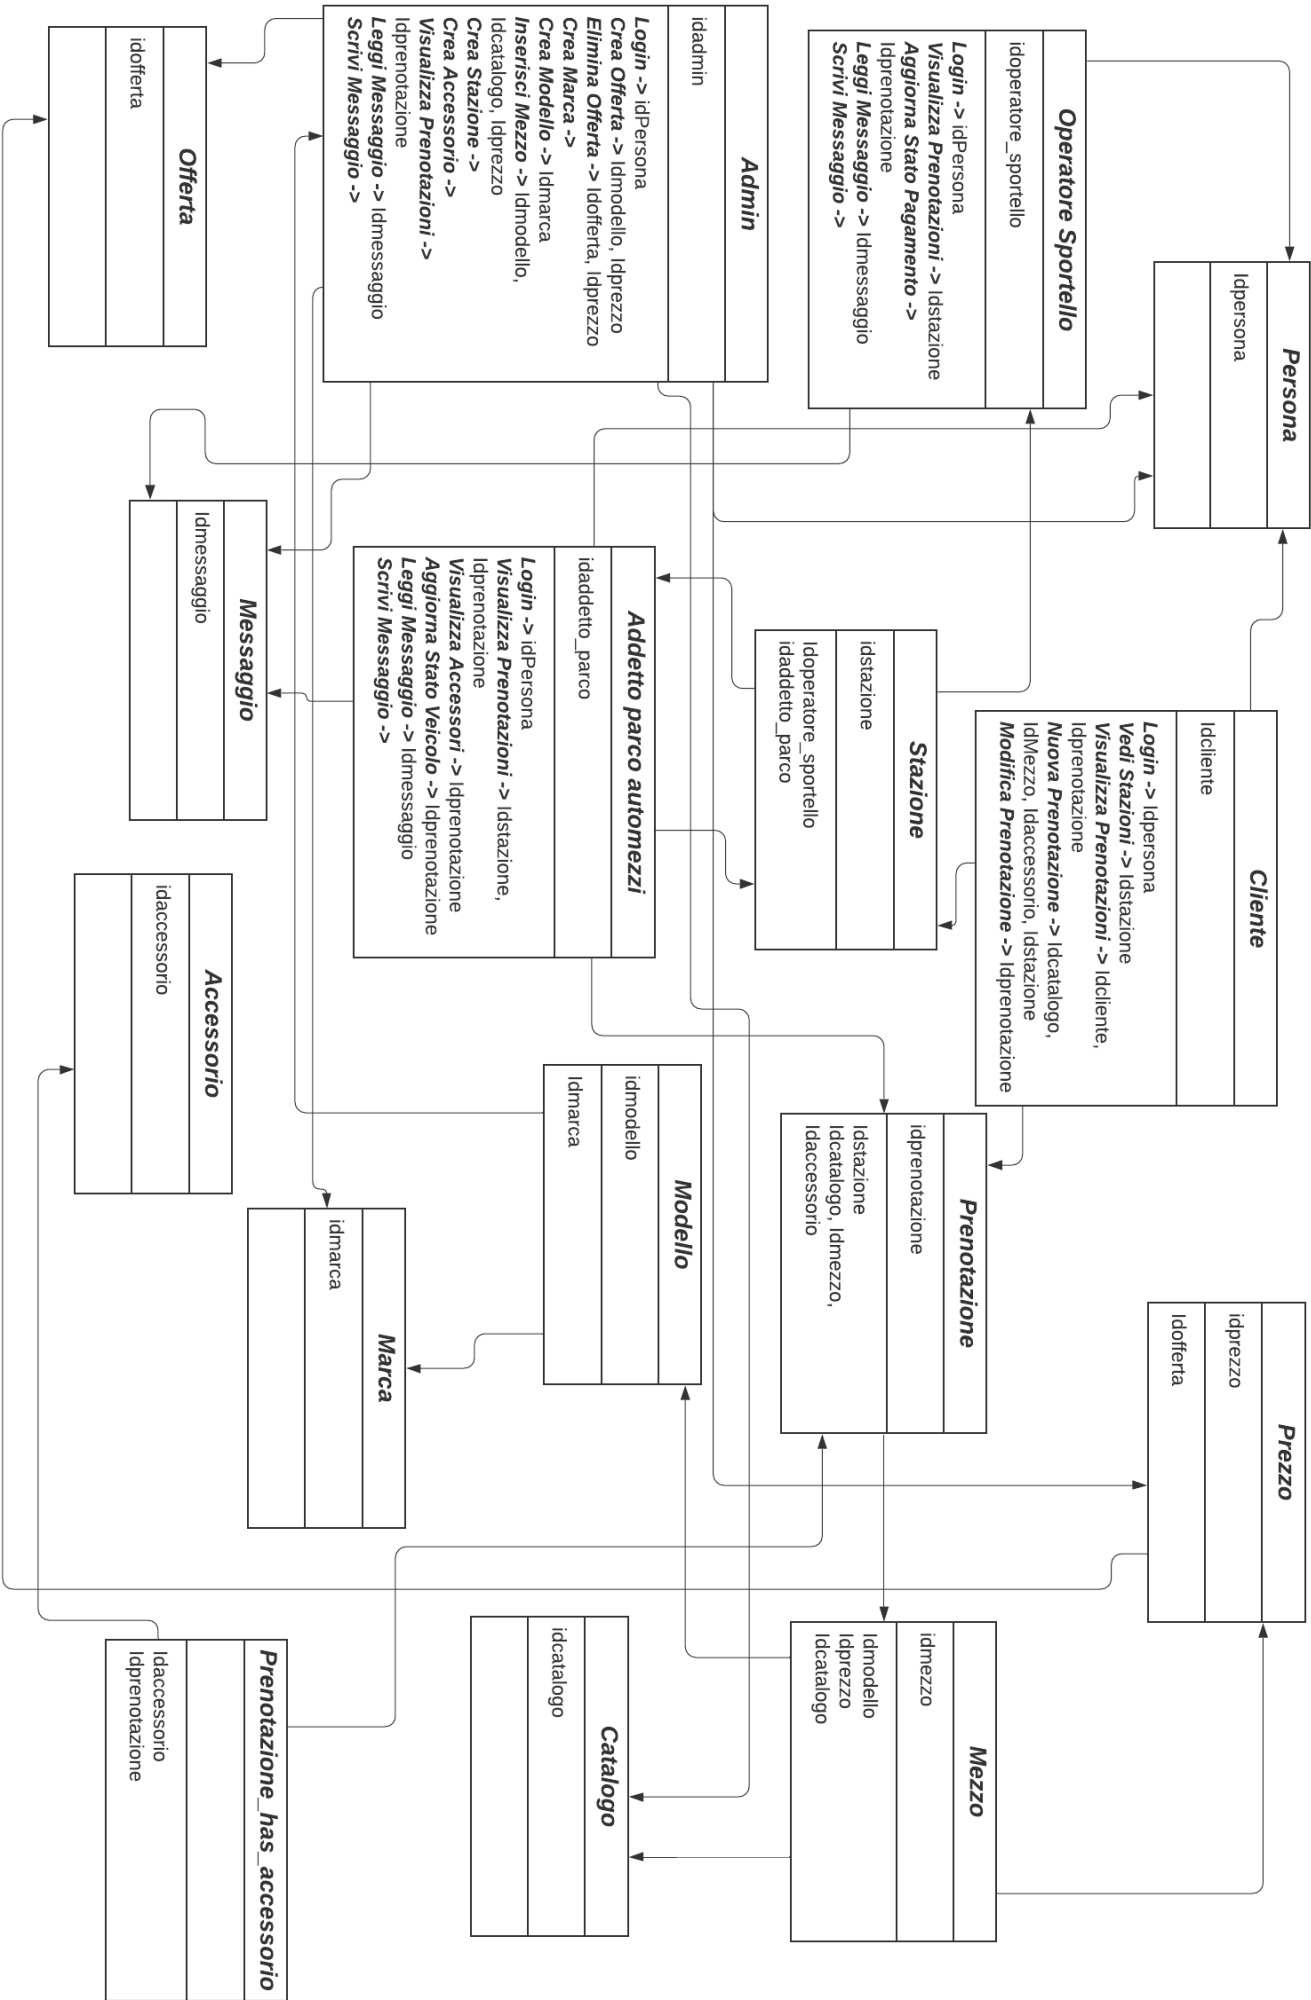 Persona
Idpersona
Operatore Sportello
idoperatore_sportello
Login -> idPersona
Visualizza Prenotazioni -> Idstazione
Aggiorna Stato Pagamento ->
Idprenotazione
Leggi Messaggio -> Idmessaggio
Scrivi Messaggio ->
Admin
idadmin
Login -> idPersona
Crea Offerta -> Idmodello, Idprezzo
Elimina Offerta -> Idofferta, Idprezzo
Crea Marca ->
Crea Modello -> Idmarca
Inserisci Mezzo -> Idmodello,
Idcatalogo, Idprezzo
Crea Stazione ->
Crea Accessorio ->
Visualizza Prenotazioni ->
Idprenotazione
Leggi Messaggio -> Idmessaggio
Scrivi Messaggio ->
Offerta
idofferta
Cliente
Idcliente
Login -> Idpersona
Vedi Stazioni -> Idstazione
Visualizza Prenotazioni -> Idcliente,
Idprenotazione
Nuova Prenotazione -> Idcatalogo,
IdMezzo, Idaccessorio, Idstazione
Modifica Prenotazione -> Idprenotazione
Stazione
idstazione
Idoperatore_sportello
idaddetto_parco
Addetto parco automezzi
idaddetto_parco
Login -> idPersona
Visualizza Prenotazioni -> Idstazione,
Idprenotazione
Visualizza Accessori -> Idprenotazione
Aggiorna Stato Veicolo -> Idprenotazione
Leggi Messaggio -> Idmessaggio
Scrivi Messaggio ->
Messaggio
Idmessaggio
Accessorio
idaccessorio
Prenotazione
idprenotazione
Idstazione
Idcatalogo, Idmezzo,
Idaccessorio
Modello
idmodello
Idmarca
Marca
idmarca
Prezzo
idprezzo
Idofferta
Mezzo
idmezzo
Idmodello
Idprezzo
Idcatalogo
Catalogo
idcatalogo
Prenotazione_has_accessorio
Idaccessorio
Idprenotazione